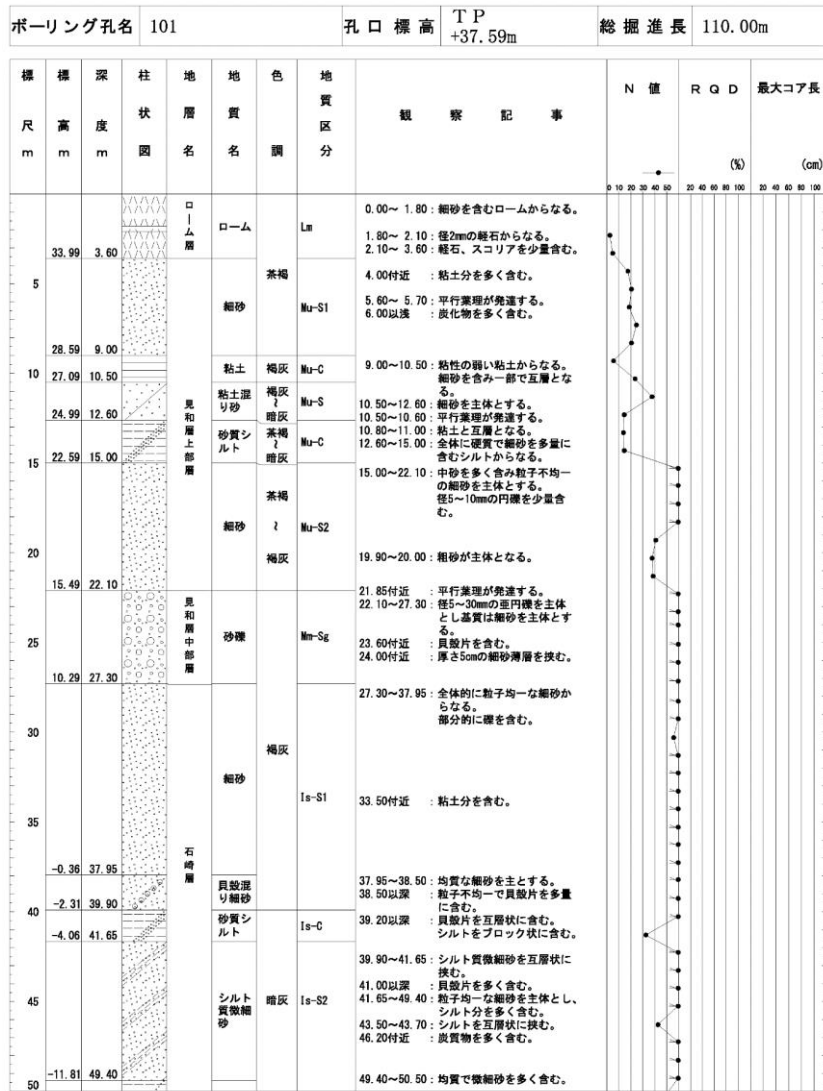 ボーリング孔名 101 孔口標高 TP +37.59m 総掘進長 110.00m
標尺 m 標高 m 深度 m 柱状図 地層名 地質名 色調 地質区分 観察記事 N値 RQD (%) 最大コア長 (cm)
0 10 20 30 40 50 20 40 60 80 100 20 40 60 80 100
ローム層 ローム Lm
0.00～ 1.80：細砂を含むロームからなる。
1.80～ 2.10：径2mmの軽石からなる。
2.10～ 3.60：軽石、スコリアを少量含む。
33.99 3.60
茶褐
4.00付近 ：粘土分を多く含む。
5
細砂 Mu-S1
5.60～ 5.70：平行葉理が発達する。
6.00以浅 ：炭化物を多く含む。
28.59 9.00
粘土 褐灰 Mu-C
9.00～10.50：粘性の弱い粘土からなる。
細砂を含み一部で互層とな
る。
10
27.09 10.50
見和層上部層
粘土混り砂 褐灰～暗灰 Mu-S
10.50～12.60：細砂を主体とする。
10.50～10.60：平行葉理が発達する。
10.80～11.00：粘土と互層となる。
24.99 12.60
砂質シルト 茶褐～暗灰 Mu-C
12.60～15.00：全体に硬質で細砂を多量に
含むシルトからなる。
22.59 15.00
15
15.00～22.10：中砂を多く含み粒子不均一
の細砂を主体とする。
径5～10mmの円礫を少量含
む。
細砂 茶褐～褐灰 Mu-S2
20
19.90～20.00：粗砂が主体となる。
15.49 22.10
21.85付近 ：平行葉理が発達する。
見和層中部層 砂礫 Mm-Sg
22.10～27.30：径5～30mmの亜円礫を主体
とし基質は細砂を主体とす
る。
23.60付近 ：貝殻片を含む。
24.00付近 ：厚さ5cmの細砂薄層を挟む。
25
10.29 27.30
27.30～37.95：全体的に粒子均一な細砂か
らなる。
部分的に礫を含む。
30
褐灰
細砂 Is-S1
33.50付近 ：粘土分を含む。
35
石崎層
-0.36 37.95
貝殻混り細砂
37.95～38.50：均質な細砂を主とする。
38.50以深 ：粒子不均一で貝殻片を多量
に含む。
39.20以深 ：貝殻片を互層状に含む。
シルトをブロック状に含む。
-2.31 39.90
40
砂質シルト Is-C
39.90～41.65：シルト質微細砂を互層状に
挟む。
41.00以深 ：貝殻片を多く含む。
-4.06 41.65
シルト質微細砂 暗灰 Is-S2
41.65～49.40：粒子均一な細砂を主体とし、
シルト分を多く含む。
43.50～43.70：シルトを互層状に挟む。
45
46.20付近 ：炭質物を多く含む。
-11.81 49.40
49.40～50.50：均質で微細砂を多く含む。
50